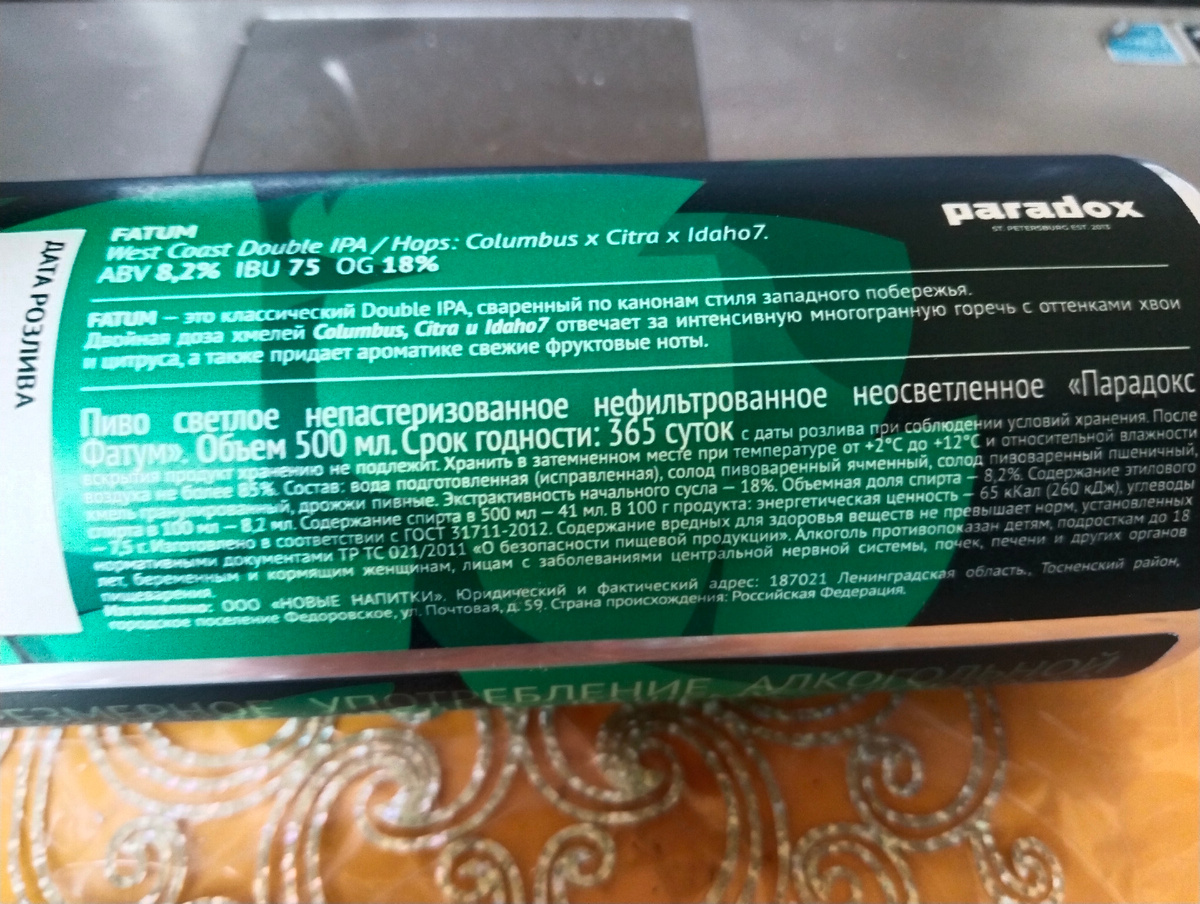 paradox
ST. PETERSBURG EST. 2015
ДАТА РОЗЛИВА
FATUM
West Coast Double IPA / Hops: Columbus x Citra x Idaho7.
ABV 8,2% IBU 75 OG 18%
FATUM – это классический Double IPA, сваренный по канонам стиля западного побережья.
Двойная доза хмелей Columbus, Citra и Idaho7 отвечает за интенсивную многогранную горечь с оттенками хвои
и цитруса, а также придает ароматике свежие фруктовые ноты.
Пиво светлое непастеризованное нефильтрованное неосветленное «Парадокс
Фатум». Объем 500 мл. Срок годности: 365 суток с даты розлива при соблюдении условий хранения. После
вскрытия продукт хранению не подлежит. Хранить в затемненном месте при температуре от +2°С до +12°С и относительной влажности
воздуха не более 85%. Состав: вода подготовленная (исправленная), солод пивоваренный ячменный, солод пивоваренный пшеничный,
хмель гранулированный, дрожжи пивные. Экстрактивность начального сусла – 18%. Объемная доля спирта – 8,2%. Содержание этилового
спирта в 100 мл – 8,2 мл. Содержание спирта в 500 мл – 41 мл. В 100 г продукта: энергетическая ценность – 65 кКал (260 кДж), углеводы
– 7,5 г. Изготовлено в соответствии с ГОСТ 31711-2012. Содержание вредных для здоровья веществ не превышает норм, установленных
нормативными документами ТР ТС 021/2011 «О безопасности пищевой продукции». Алкоголь противопоказан детям, подросткам до 18
лет, беременным и кормящим женщинам, лицам с заболеваниями центральной нервной системы, почек, печени и других органов
пищеварения.
Изготовлено: ООО «НОВЫЕ НАПИТКИ». Юридический и фактический адрес: 187021 Ленинградская область., Тосненский район,
городское поселение Федоровское, ул. Почтовая, д. 59. Страна происхождения: Российская Федерация.
ЕЗМЕРНОЕ УПОТРЕБЛЕНИЕ АЛКОГОЛЬНОЙ